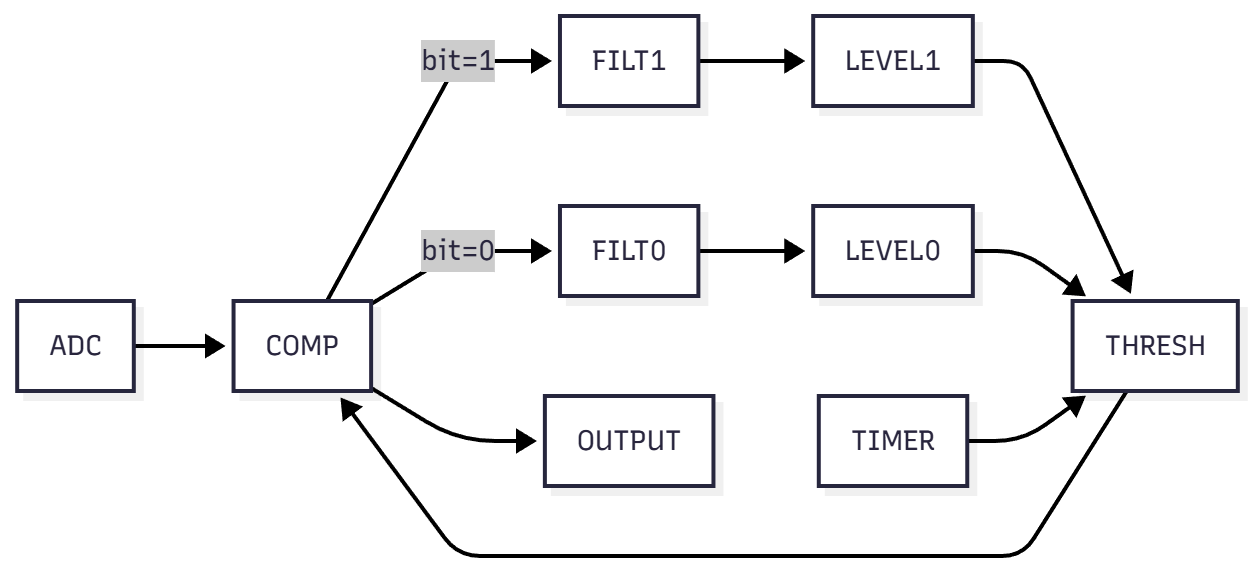 bit=1
FILT1
LEVEL1
bit=0
FILT0
LEVEL0
ADC
COMP
THRESH
OUTPUT
TIMER